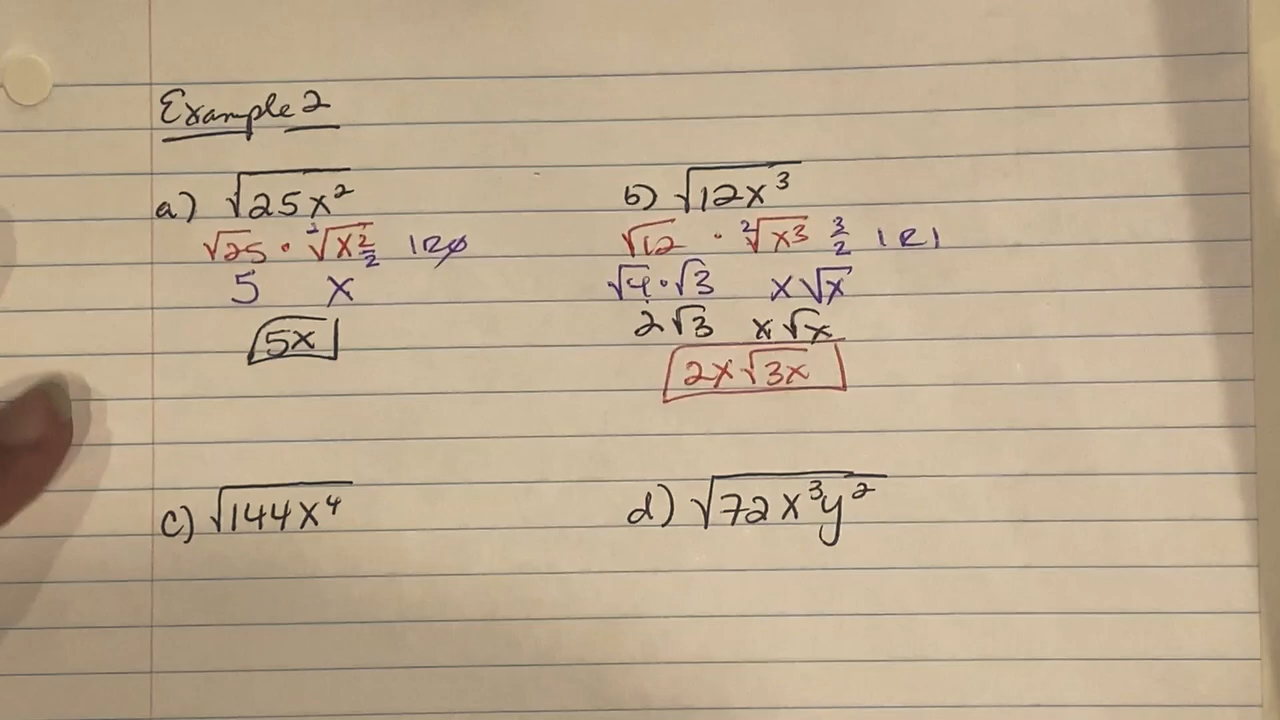 Example 2
a) √25x²
√25 · ²√x² 2/2 1R0
5 x
5x
b) √12x³
√12 · ²√x³ 3/2 1R1
√4 · √3 x√x
2√3 x√x
2x√3x
c) √144x⁴
d) √72x³y²